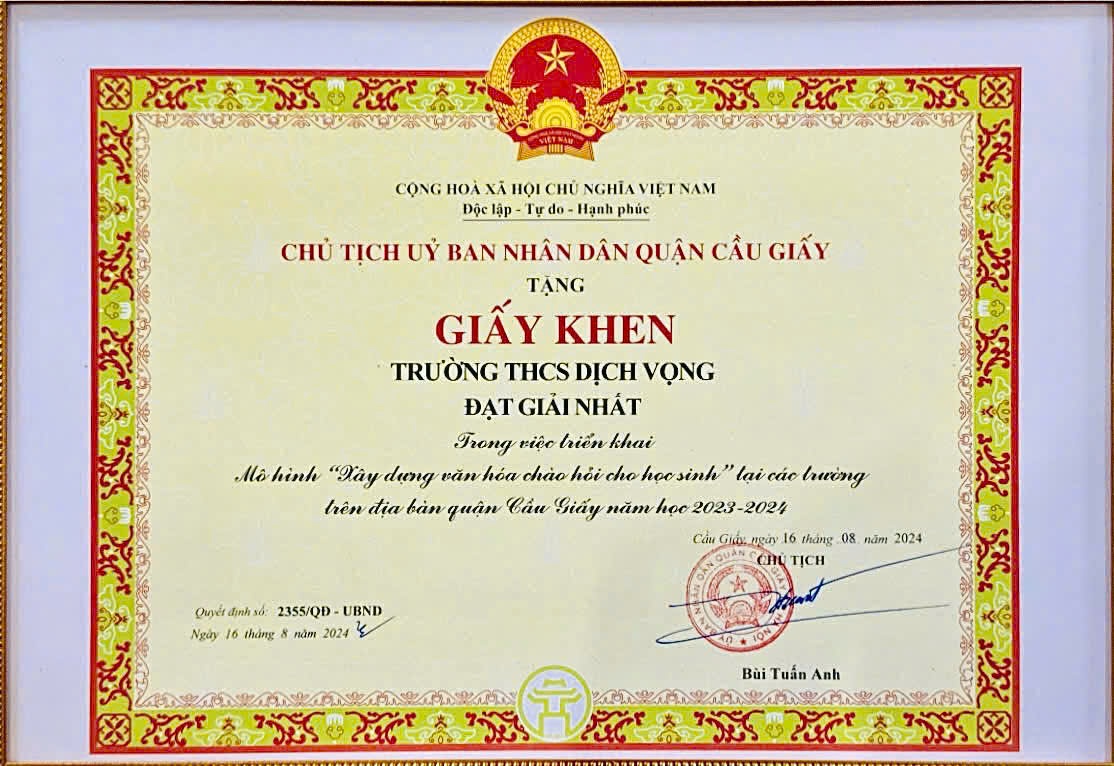 VIỆT NAM
CỘNG HOÀ XÃ HỘI CHỦ NGHĨA VIỆT NAM
Độc lập - Tự do - Hạnh phúc
CHỦ TỊCH UỶ BAN NHÂN DÂN QUẬN CẦU GIẤY
TẶNG
GIẤY KHEN
TRƯỜNG THCS DỊCH VỌNG
ĐẠT GIẢI NHẤT
Trong việc triển khai
Mô hình “Xây dựng văn hóa chào hỏi cho học sinh” tại các trường
trên địa bàn quận Cầu Giấy năm học 2023-2024
Cầu Giấy, ngày 16 tháng 08 năm 2024
CHỦ TỊCH
Quyết định số: 2355/QĐ - UBND
Ngày 16 tháng 8 năm 2024
Bùi Tuấn Anh